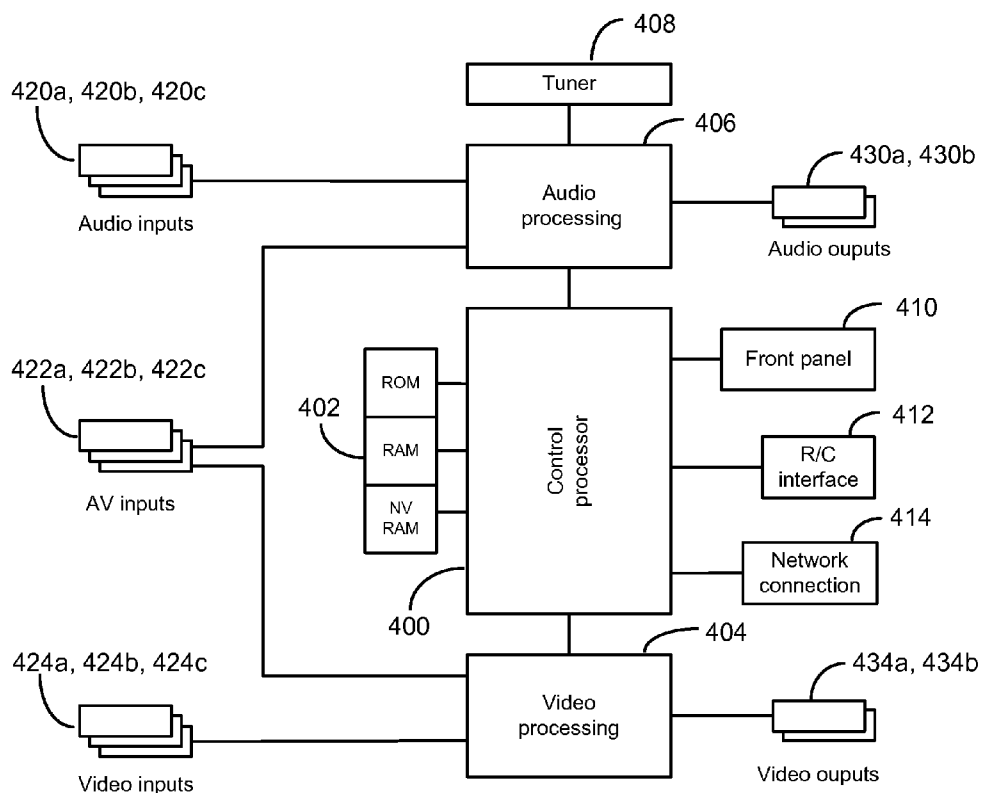 408
Tuner
420a, 420b, 420c
Audio inputs
406
Audio
processing
430a, 430b
Audio ouputs
410
Front panel
422a, 422b, 422c
AV inputs
402
ROM
RAM
NV
RAM
Control
processor
412
R/C
interface
414
Network
connection
400
404
424a, 424b, 424c
Video inputs
Video
processing
434a, 434b
Video ouputs